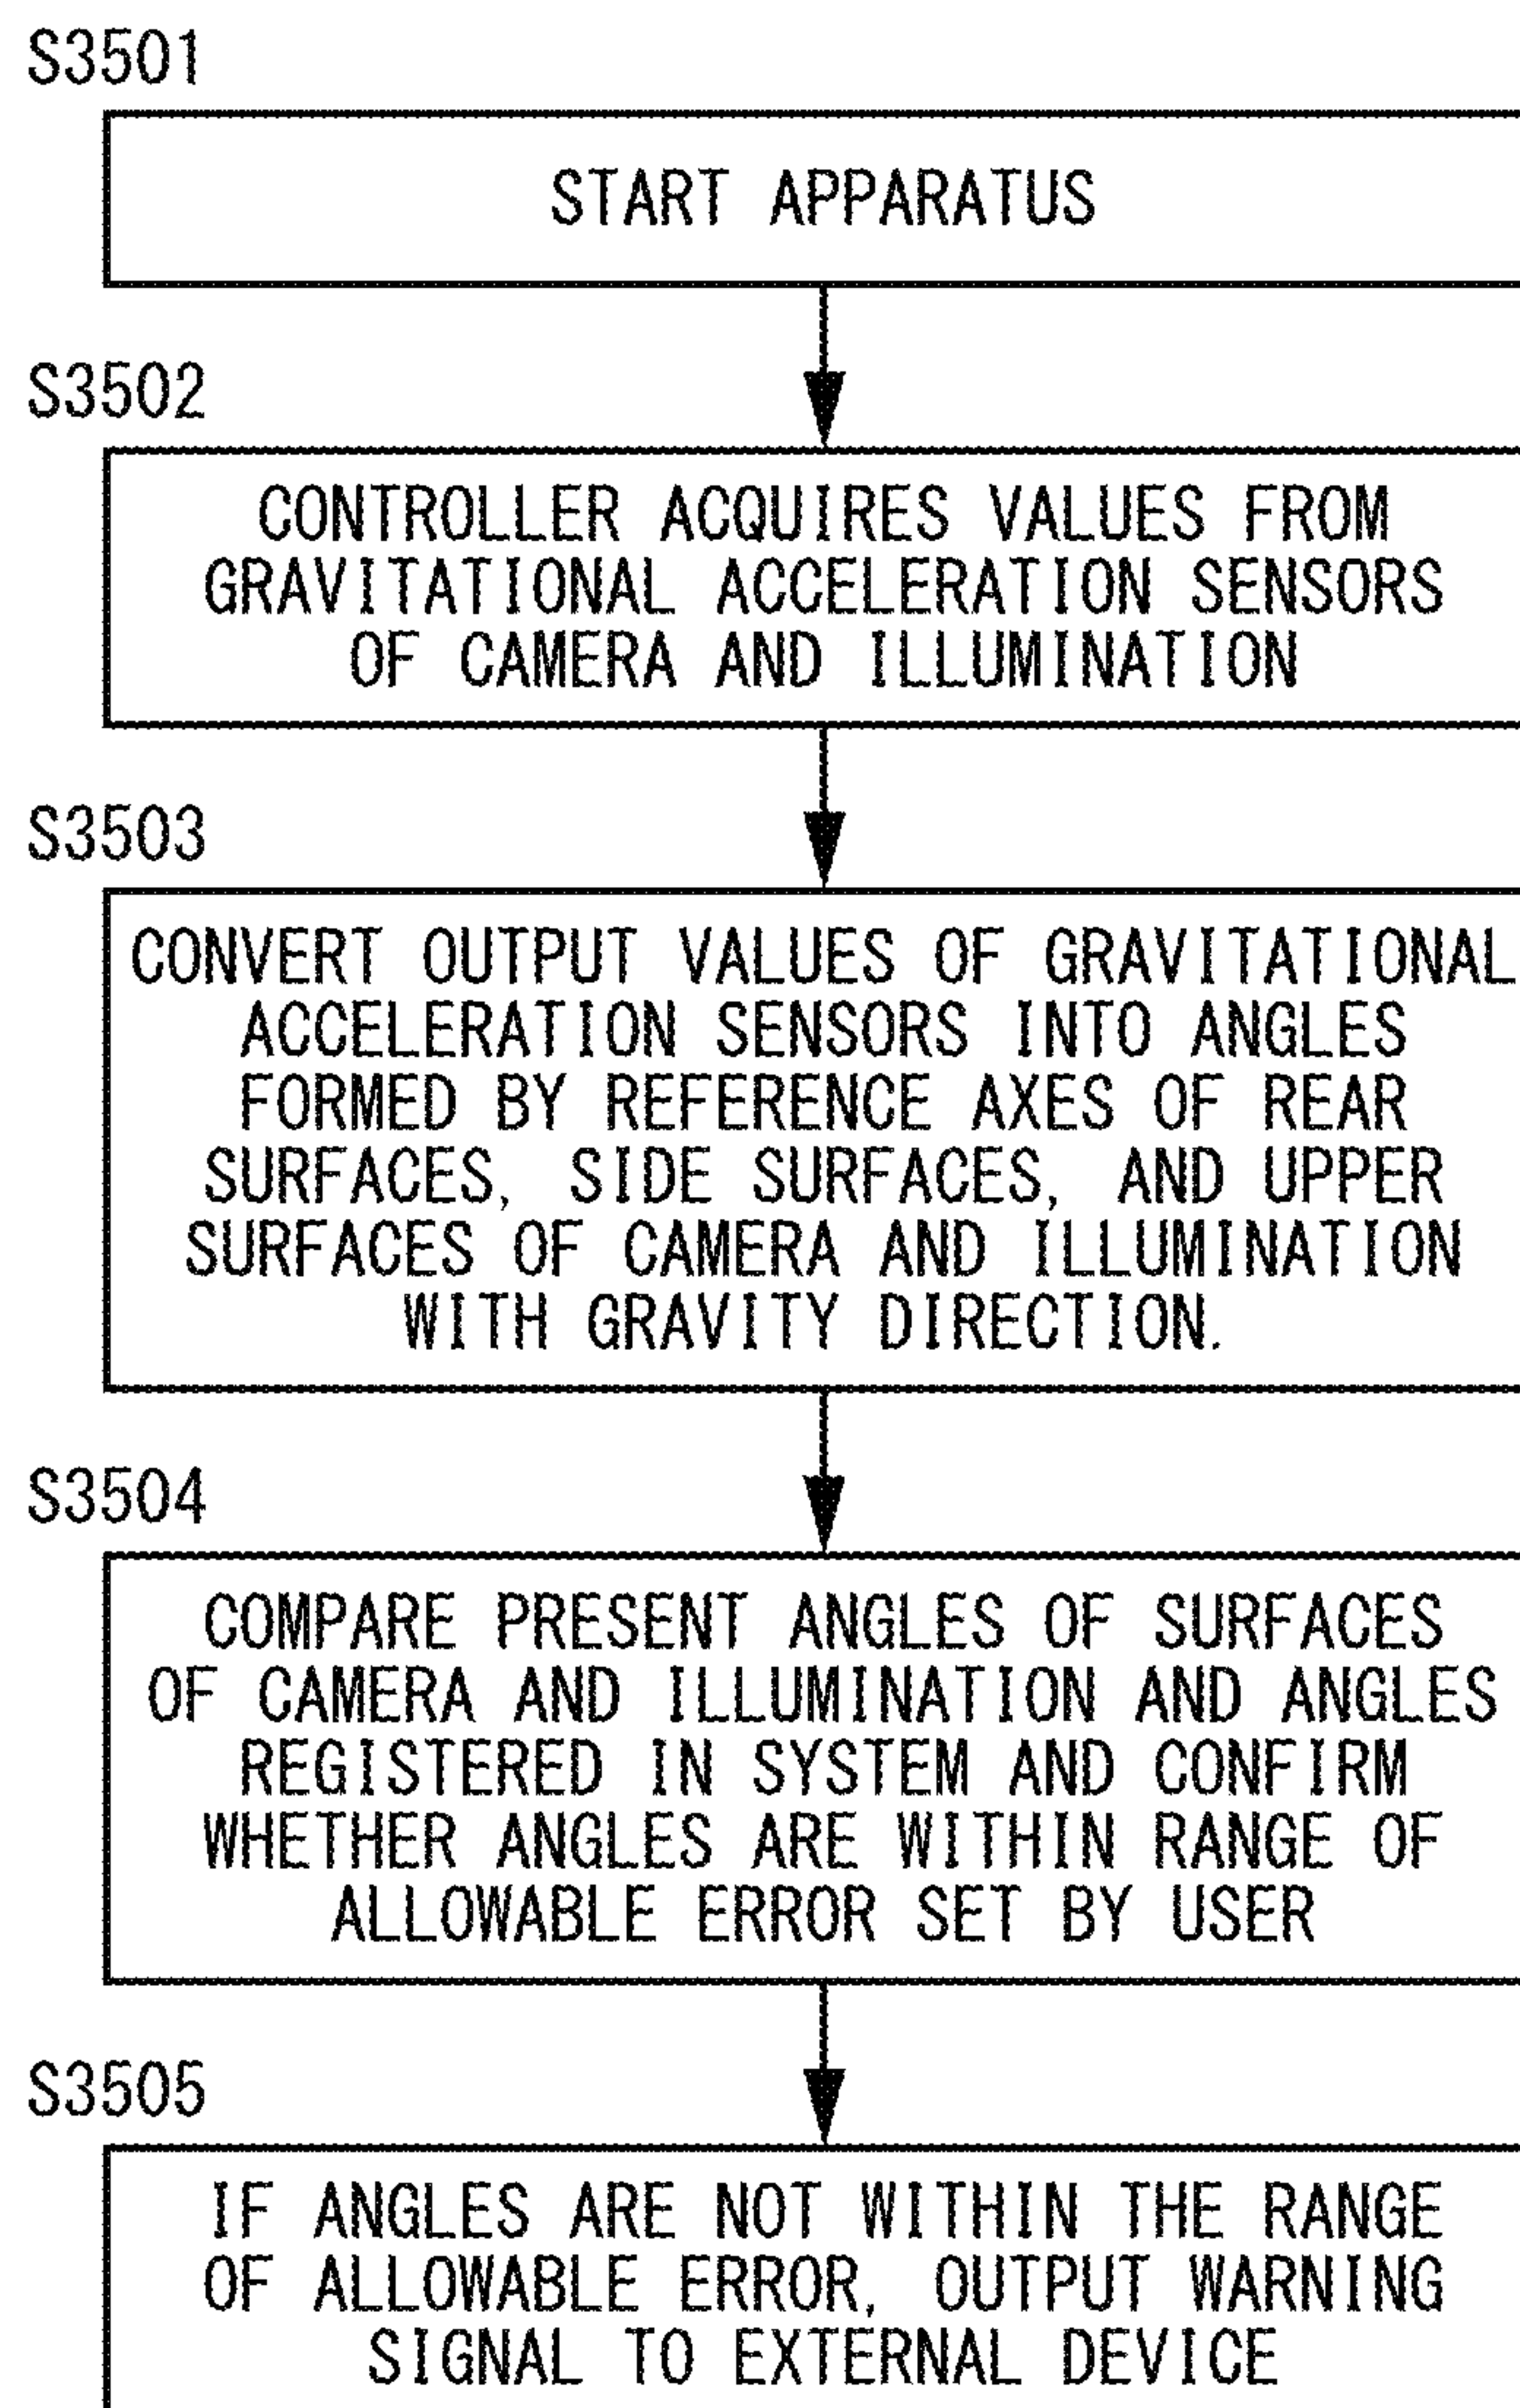 S3501
START APPARATUS
S3502
CONTROLLER ACQUIRES VALUES FROM
GRAVITATIONAL ACCELERATION SENSORS
OF CAMERA AND ILLUMINATION
S3503
CONVERT OUTPUT VALUES OF GRAVITATIONAL
ACCELERATION SENSORS INTO ANGLES
FORMED BY REFERENCE AXES OF REAR
SURFACES, SIDE SURFACES, AND UPPER
SURFACES OF CAMERA AND ILLUMINATION
WITH GRAVITY DIRECTION.
S3504
COMPARE PRESENT ANGLES OF SURFACES
OF CAMERA AND ILLUMINATION AND ANGLES
REGISTERED IN SYSTEM AND CONFIRM
WHETHER ANGLES ARE WITHIN RANGE OF
ALLOWABLE ERROR SET BY USER
S3505
IF ANGLES ARE NOT WITHIN THE RANGE
OF ALLOWABLE ERROR, OUTPUT WARNING
SIGNAL TO EXTERNAL DEVICE